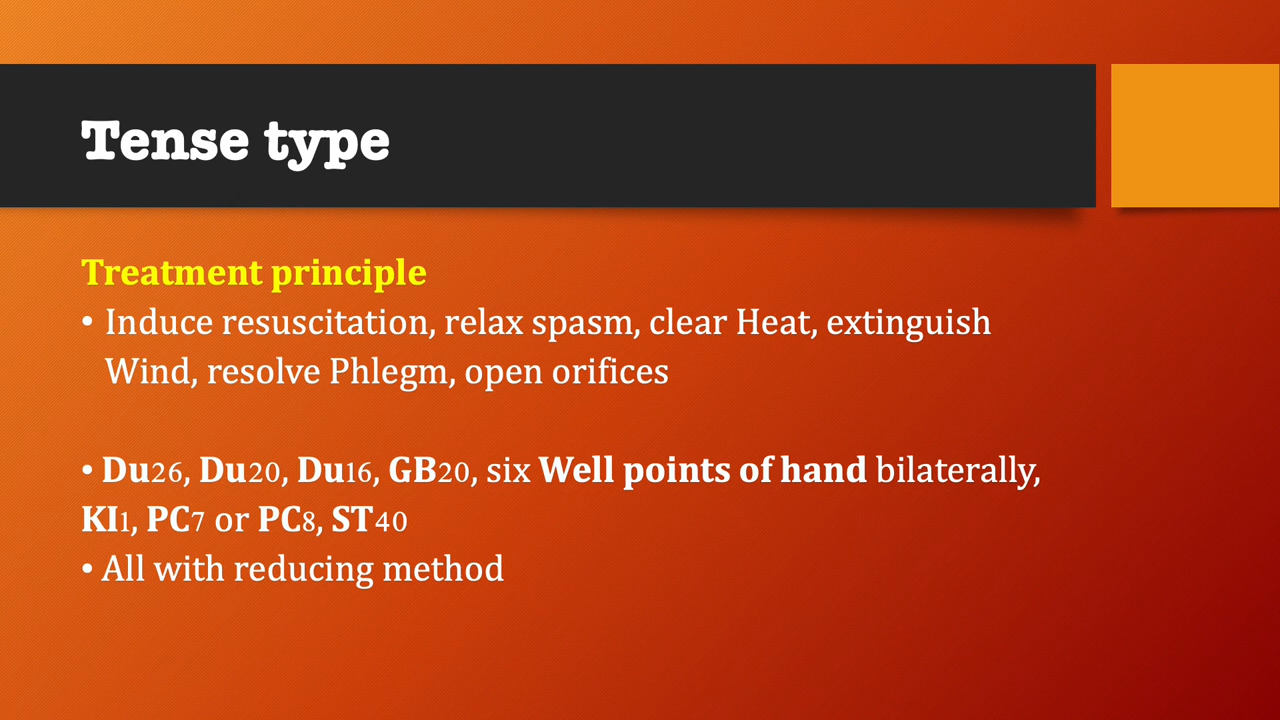 Tense type
Treatment principle
• Induce resuscitation, relax spasm, clear Heat, extinguish
Wind, resolve Phlegm, open orifices
• Du26, Du20, Du16, GB20, six Well points of hand bilaterally,
KI1, PC7 or PC8, ST40
• All with reducing method